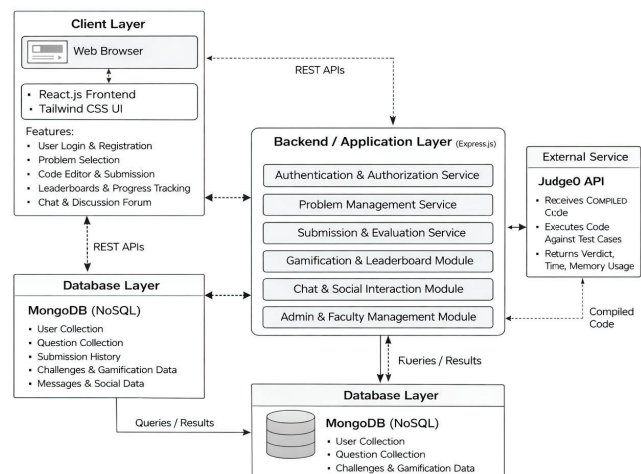 Client Layer
Web Browser
• React.js Frontend
• Tailwind CSS UI
Features:
• User Login & Registration
• Problem Selection
• Code Editor & Submission
• Leaderboards & Progress Tracking
• Chat & Discussion Forum
REST APIs
REST APIs
Backend / Application Layer (Express.js)
Authentication & Authorization Service
Problem Management Service
Submission & Evaluation Service
Gamification & Leaderboard Module
Chat & Social Interaction Module
Admin & Faculty Management Module
External Service
Judge0 API
• Receives COMPILED
Code
• Executes Code
Against Test Cases
• Returns Verdict,
Time, Memory Usage
Compiled
Code
Database Layer
MongoDB (NoSQL)
• User Collection
• Question Collection
• Submission History
• Challenges & Gamification Data
• Messages & Social Data
Queries / Results
Ƙueries / Results
Database Layer
MongoDB (NoSQL)
• User Collection
• Question Collection
• Challenges & Gamification Data